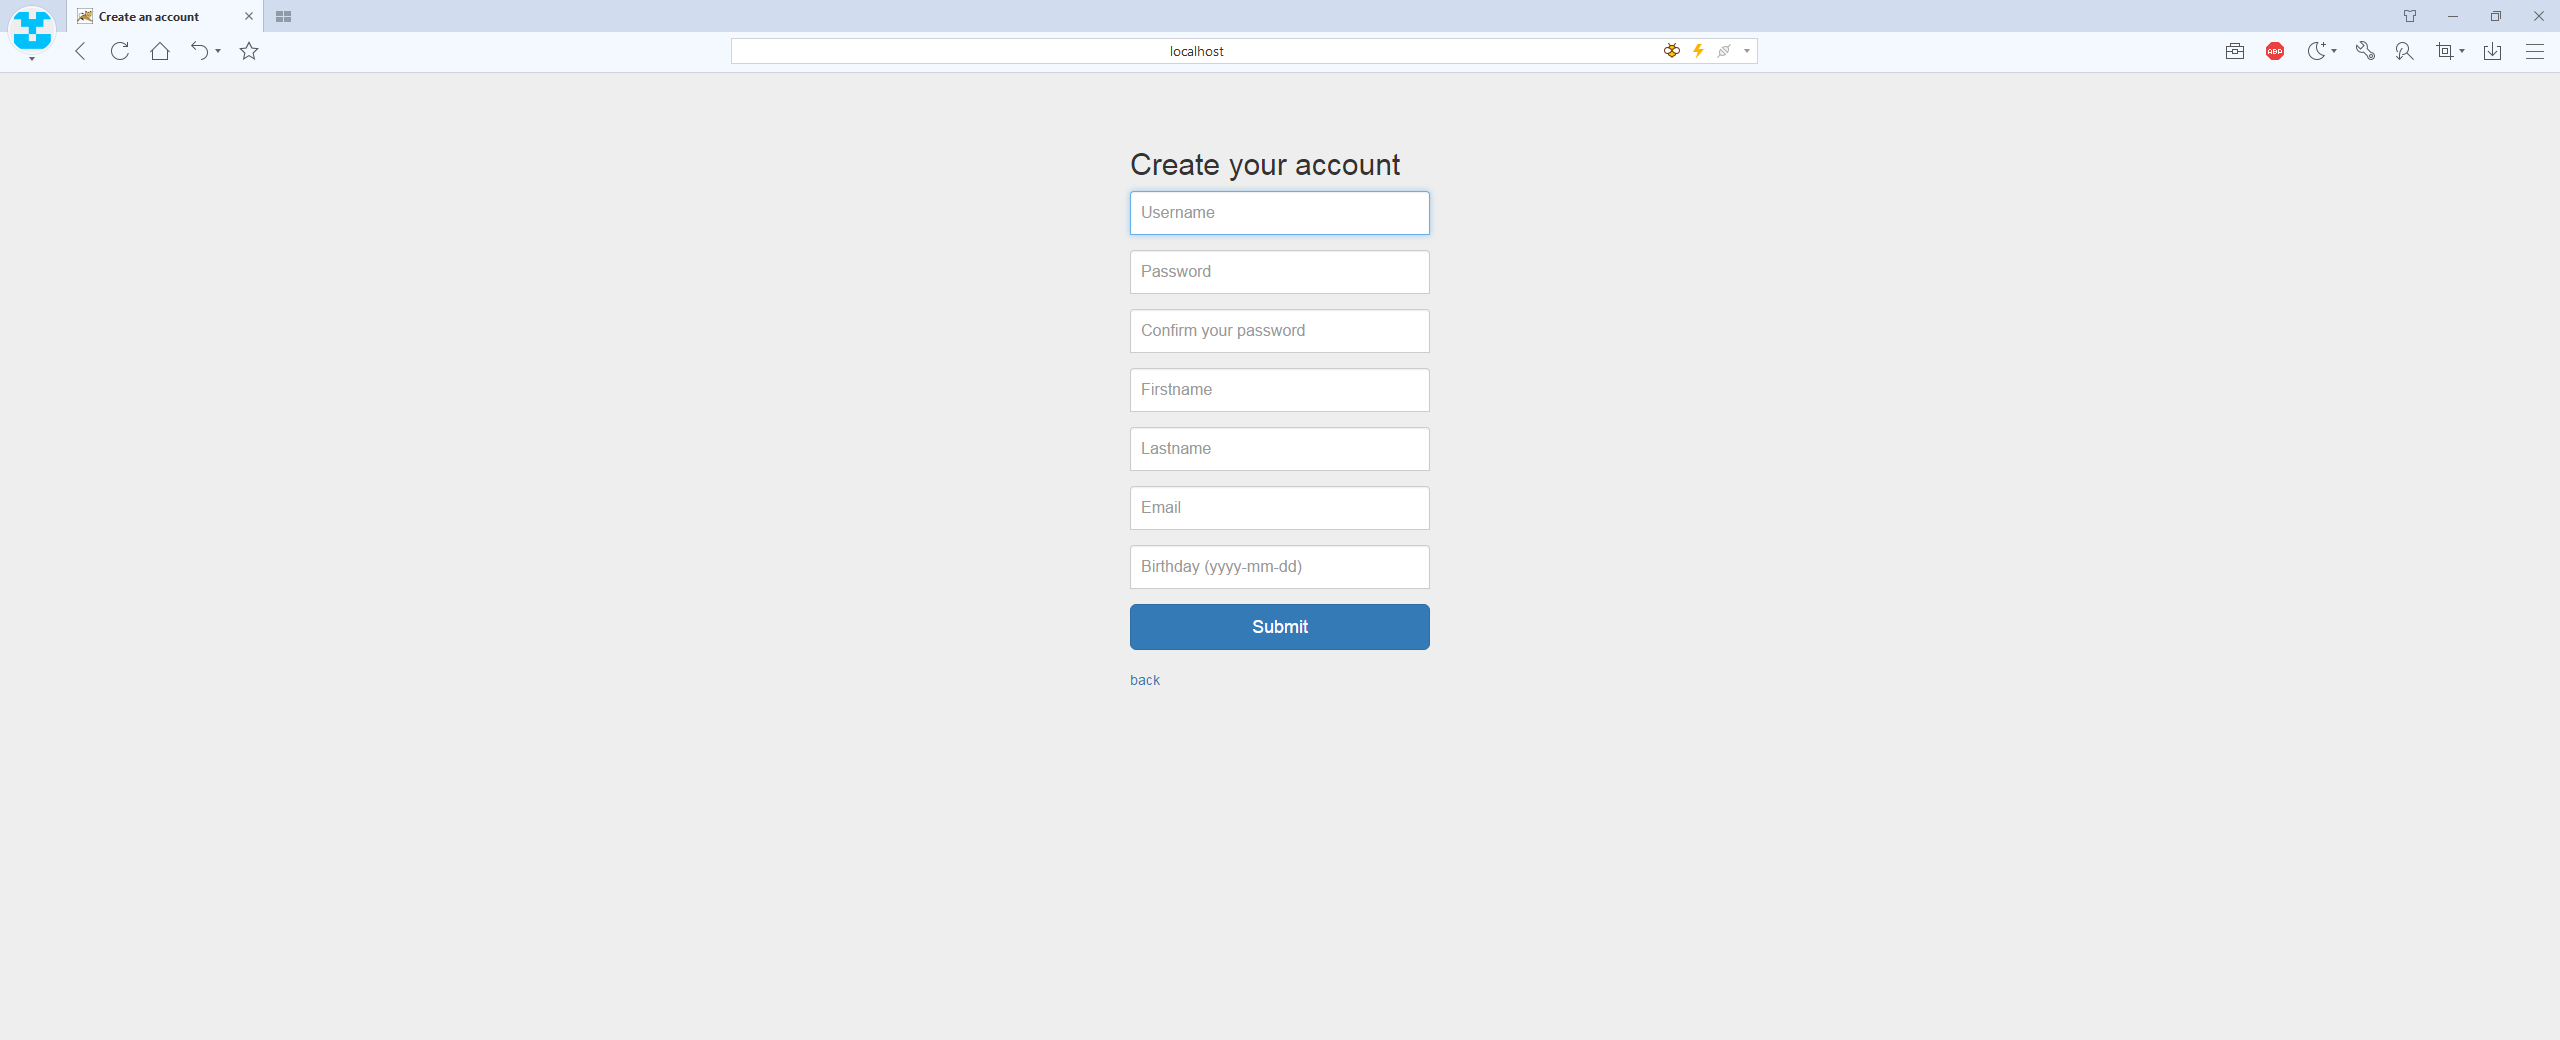 Create an account
localhost
ABP
Create your account
Username
Password
Confirm your password
Firstname
Lastname
Email
Birthday (yyyy-mm-dd)
Submit
back